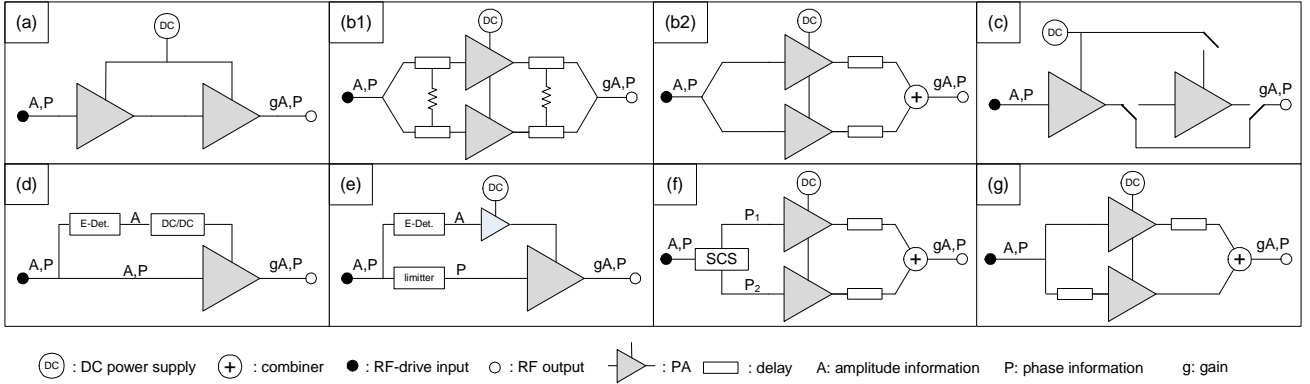 (a)
DC
A,P
gA,P
(b1)
DC
A,P
gA,P
(b2)
DC
A,P
gA,P
+
(c)
DC
A,P
gA,P
(d)
E-Det.
A
DC/DC
A,P
A,P
gA,P
(e)
DC
E-Det.
A
A,P
limitter
P
gA,P
(f)
DC
P1
A,P
SCS
P2
gA,P
+
(g)
DC
A,P
gA,P
+
DC : DC power supply + : combiner : RF-drive input : RF output : PA : delay A: amplitude information P: phase information g: gain